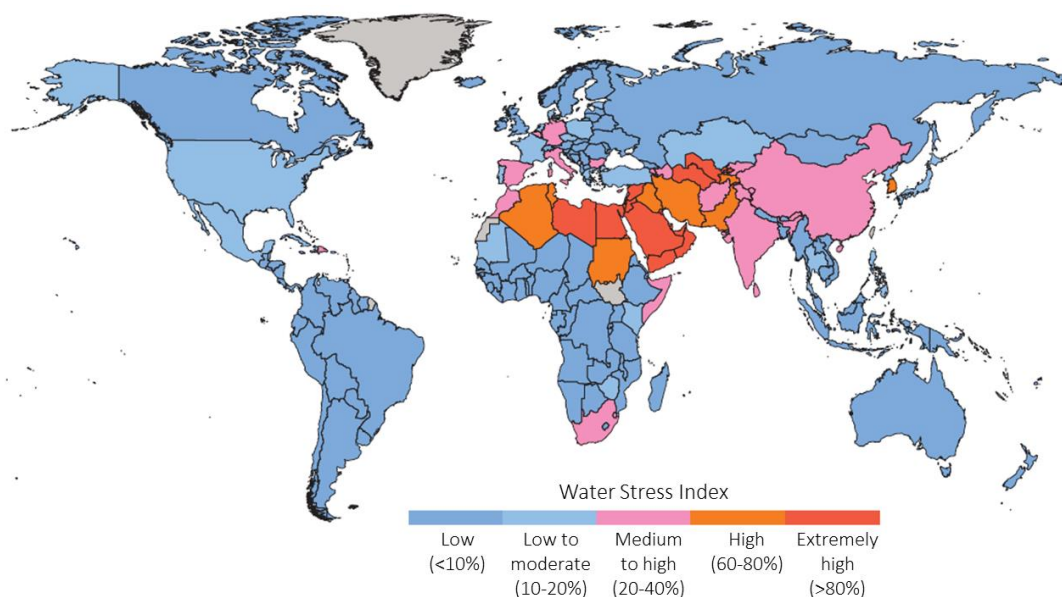 Water Stress Index
Low
(<10%)
Low to
moderate
(10-20%)
Medium
to high
(20-40%)
High
(60-80%)
Extremely
high
(>80%)